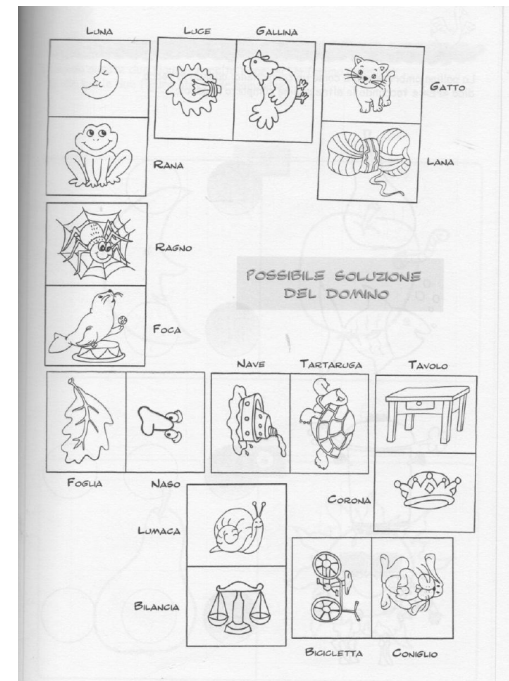 LUNA
LUCE
GALLINA
GATTO
LANA
RANA
RAGNO
POSSIBILE SOLUZIONE
DEL DOMINO
FOCA
NAVE
TARTARUGA
TAVOLO
FOGLIA
NASO
CORONA
LUMACA
BILANCIA
BICICLETTA
CONIGLIO